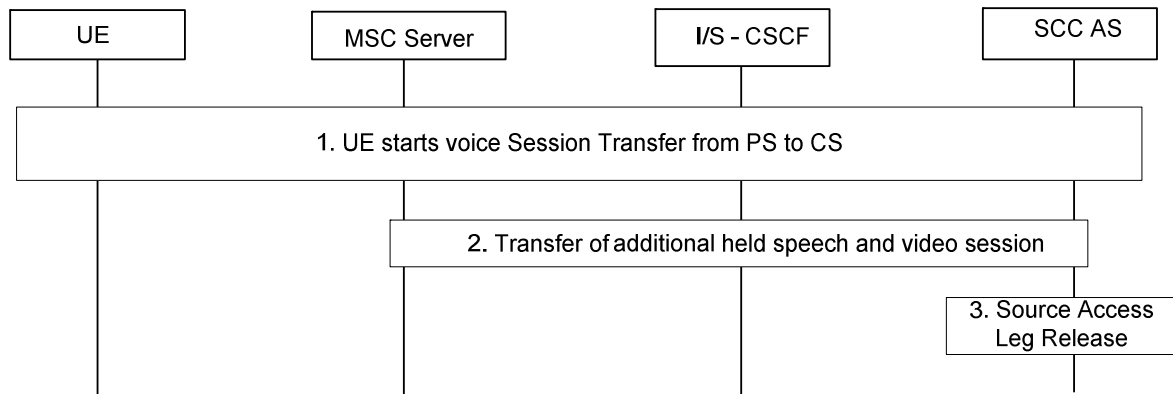 UE
MSC Server
I/S - CSCF
SCC AS
1. UE starts voice Session Transfer from PS to CS
2. Transfer of additional held speech and video session
3. Source Access
Leg Release